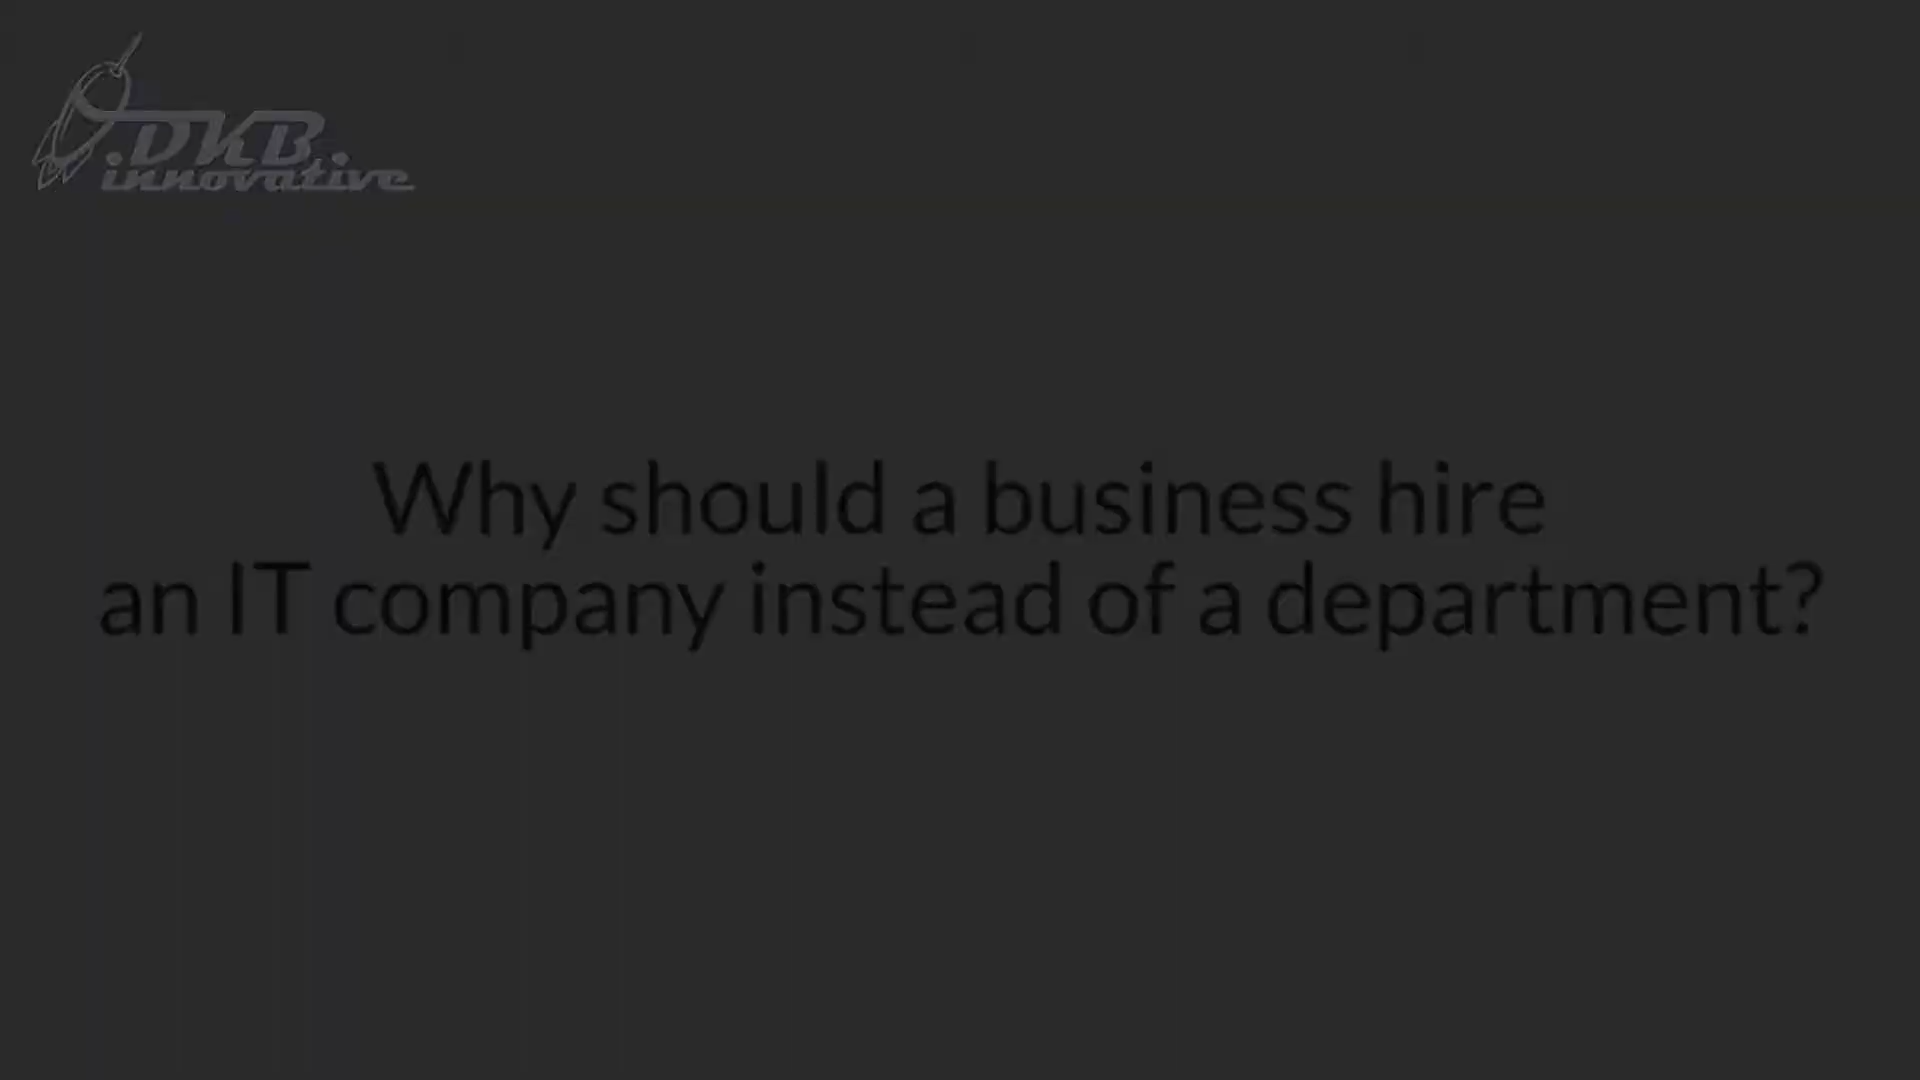 .DKB.
innovative
Why should a business hire
an IT company instead of a department?